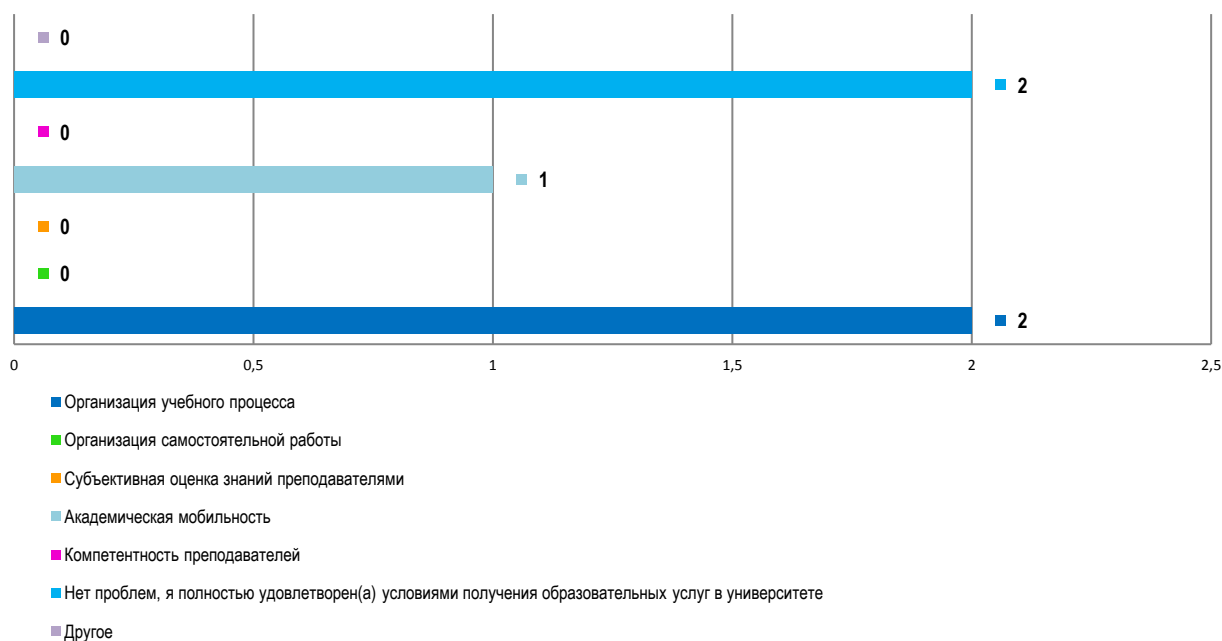 0
2
0
1
0
0
2
0 0,5 1 1,5 2 2,5
Организация учебного процесса
Организация самостоятельной работы
Субъективная оценка знаний преподавателями
Академическая мобильность
Компетентность преподавателей
Нет проблем, я полностью удовлетворен(а) условиями получения образовательных услуг в университете
Другое